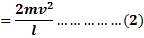 = 2mv²/l … … … … … (2)